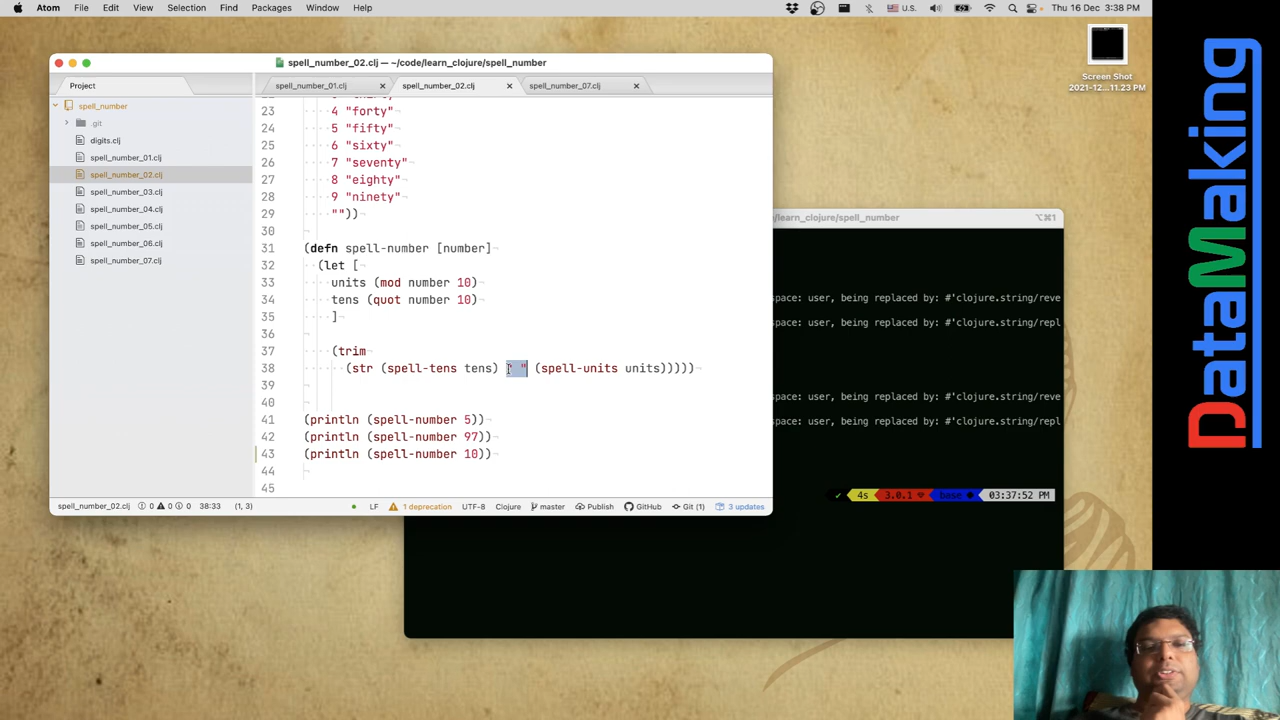 Atom File Edit View Selection Find Packages Window Help
U.S. Thu 16 Dec 3:38 PM
Screen Shot
2021-12...11.23 PM
spell_number_02.clj — ~/code/learn_clojure/spell_number
Project
spell_number_01.clj
spell_number_02.clj
spell_number_07.clj
spell_number
.git
digits.clj
spell_number_01.clj
spell_number_02.clj
spell_number_03.clj
spell_number_04.clj
spell_number_05.clj
spell_number_06.clj
spell_number_07.clj
23 4 "forty"
24 5 "fifty"
25 6 "sixty"
26 7 "seventy"
27 8 "eighty"
28 9 "ninety"
29 ""))
30
31 (defn spell-number [number]
32 (let [
33 units (mod number 10)
34 tens (quot number 10)
35 ]
36
37 (trim
38 (str (spell-tens tens) " " (spell-units units)))))
39
40
41 (println (spell-number 5))
42 (println (spell-number 97))
43 (println (spell-number 10))
44
45
spell_number_02.clj 0 0 0 38:33 (1, 3) LF 1 deprecation UTF-8 Clojure master Publish GitHub Git (1) 3 updates
e/learn_clojure/spell_number ⌥⌘1
space: user, being replaced by: #'clojure.string/reve
space: user, being replaced by: #'clojure.string/repl
space: user, being replaced by: #'clojure.string/reve
space: user, being replaced by: #'clojure.string/repl
✓ 4s 3.0.1 base 03:37:52 PM
DataMaking